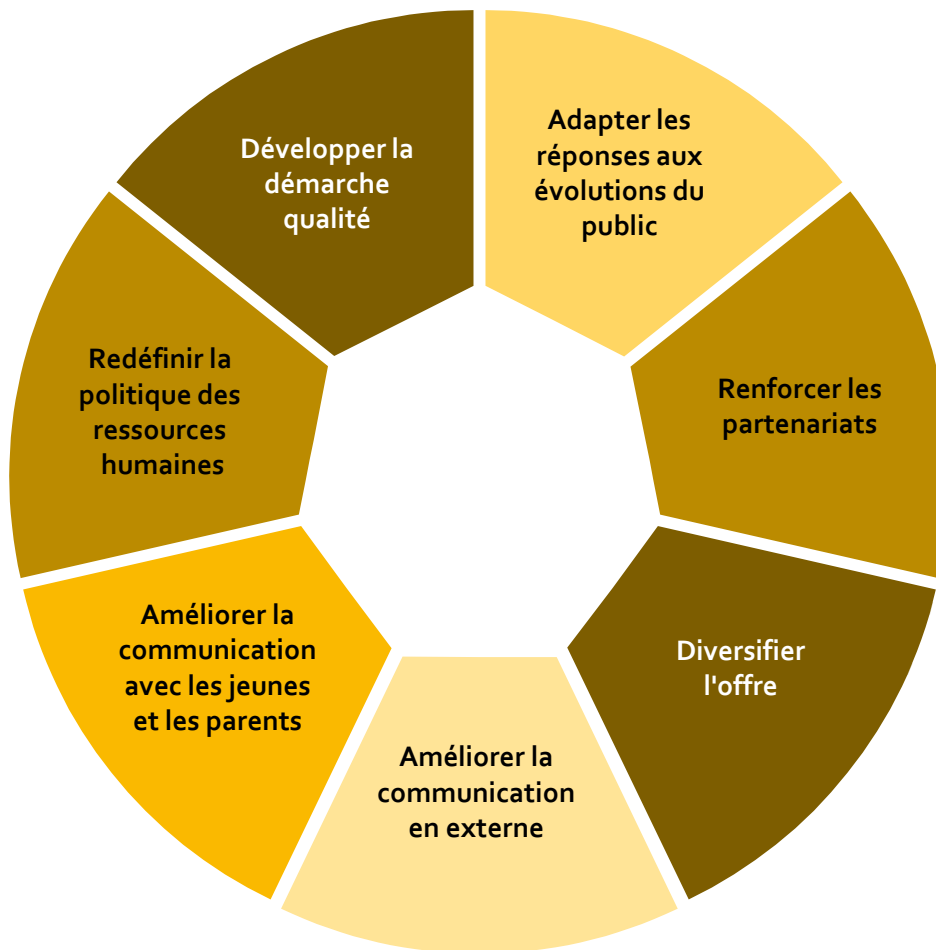 Adapter les
réponses aux
évolutions du
public
Renforcer les
partenariats
Diversifier
l'offre
Améliorer la
communication
en externe
Améliorer la
communication
avec les jeunes
et les parents
Redéfinir la
politique des
ressources
humaines
Développer la
démarche
qualité